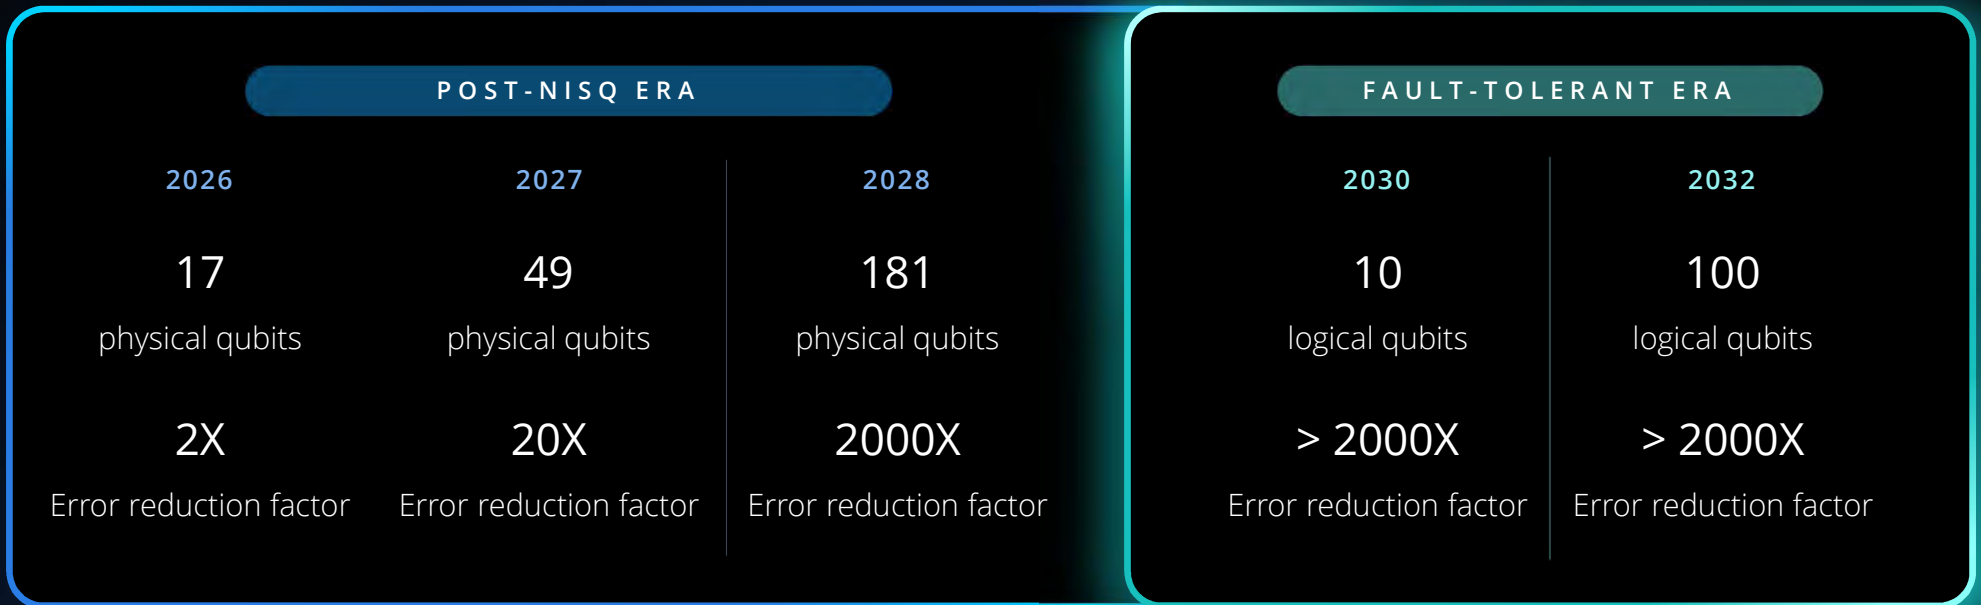 POST-NISQ ERA
2026
17
physical qubits
2X
Error reduction factor
2027
49
physical qubits
20X
Error reduction factor
2028
181
physical qubits
2000X
Error reduction factor
FAULT-TOLERANT ERA
2030
10
logical qubits
> 2000X
Error reduction factor
2032
100
logical qubits
> 2000X
Error reduction factor